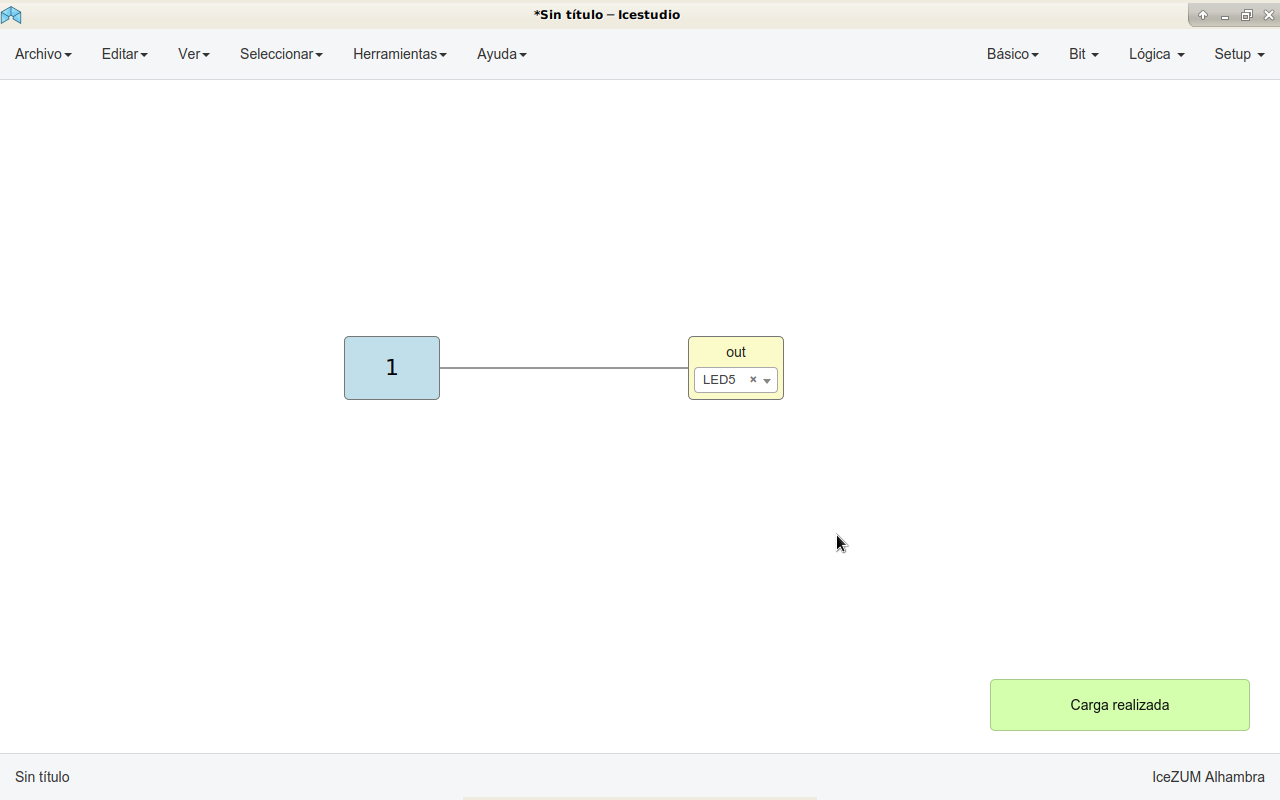 *Sin título – Icestudio
Archivo Editar Ver Seleccionar Herramientas Ayuda Básico Bit Lógica Setup
1
out
LED5
Carga realizada
Sin título IceZUM Alhambra